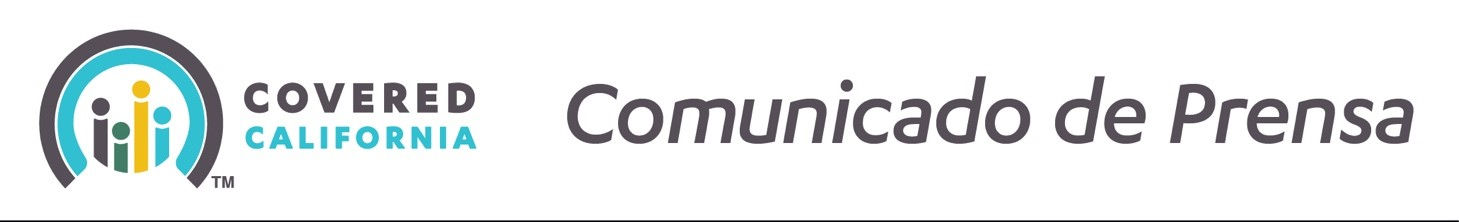 COVERED
CALIFORNIA
TM
Comunicado de Prensa